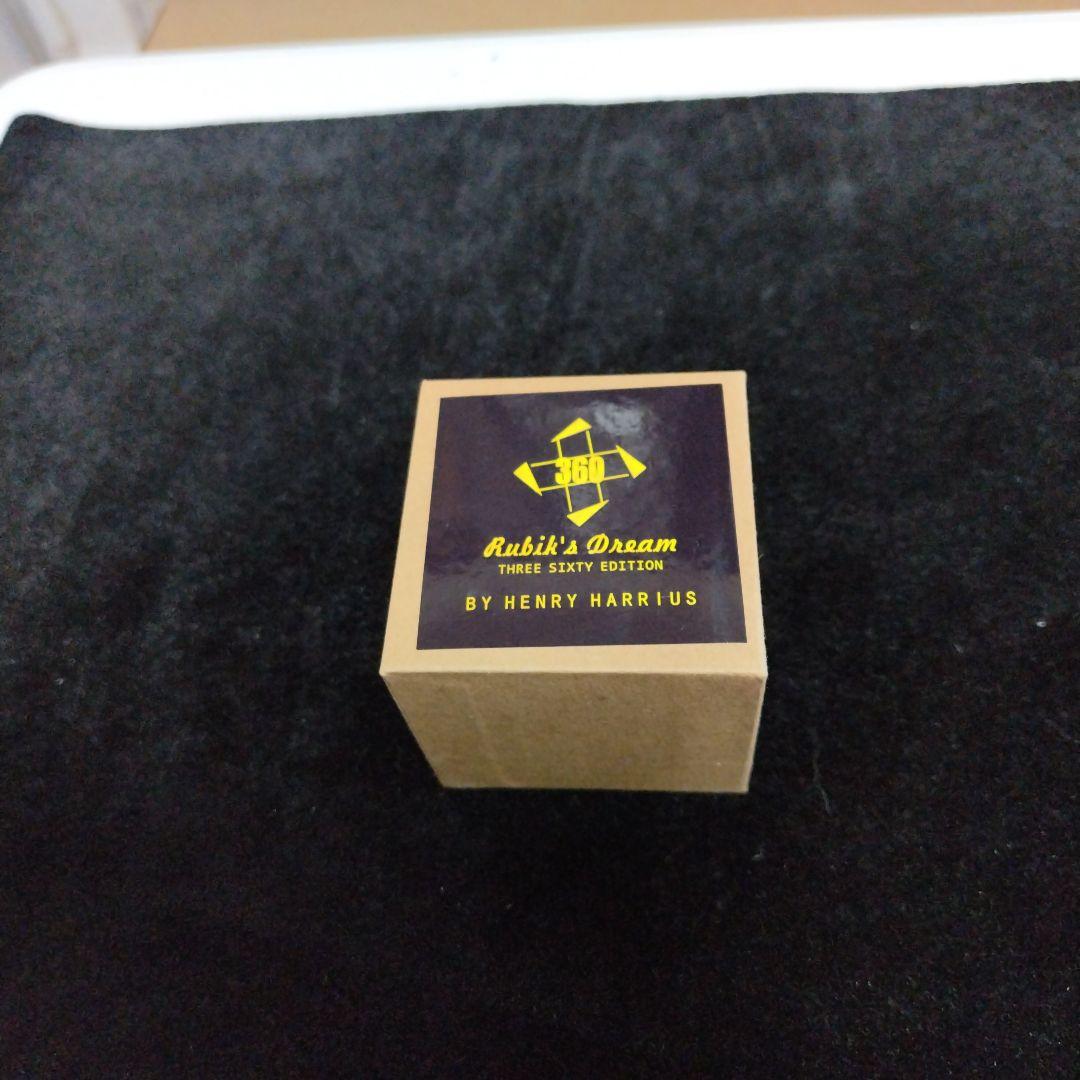 360
Rubik's Dream
THREE SIXTY EDITION
BY HENRY HARRIUS